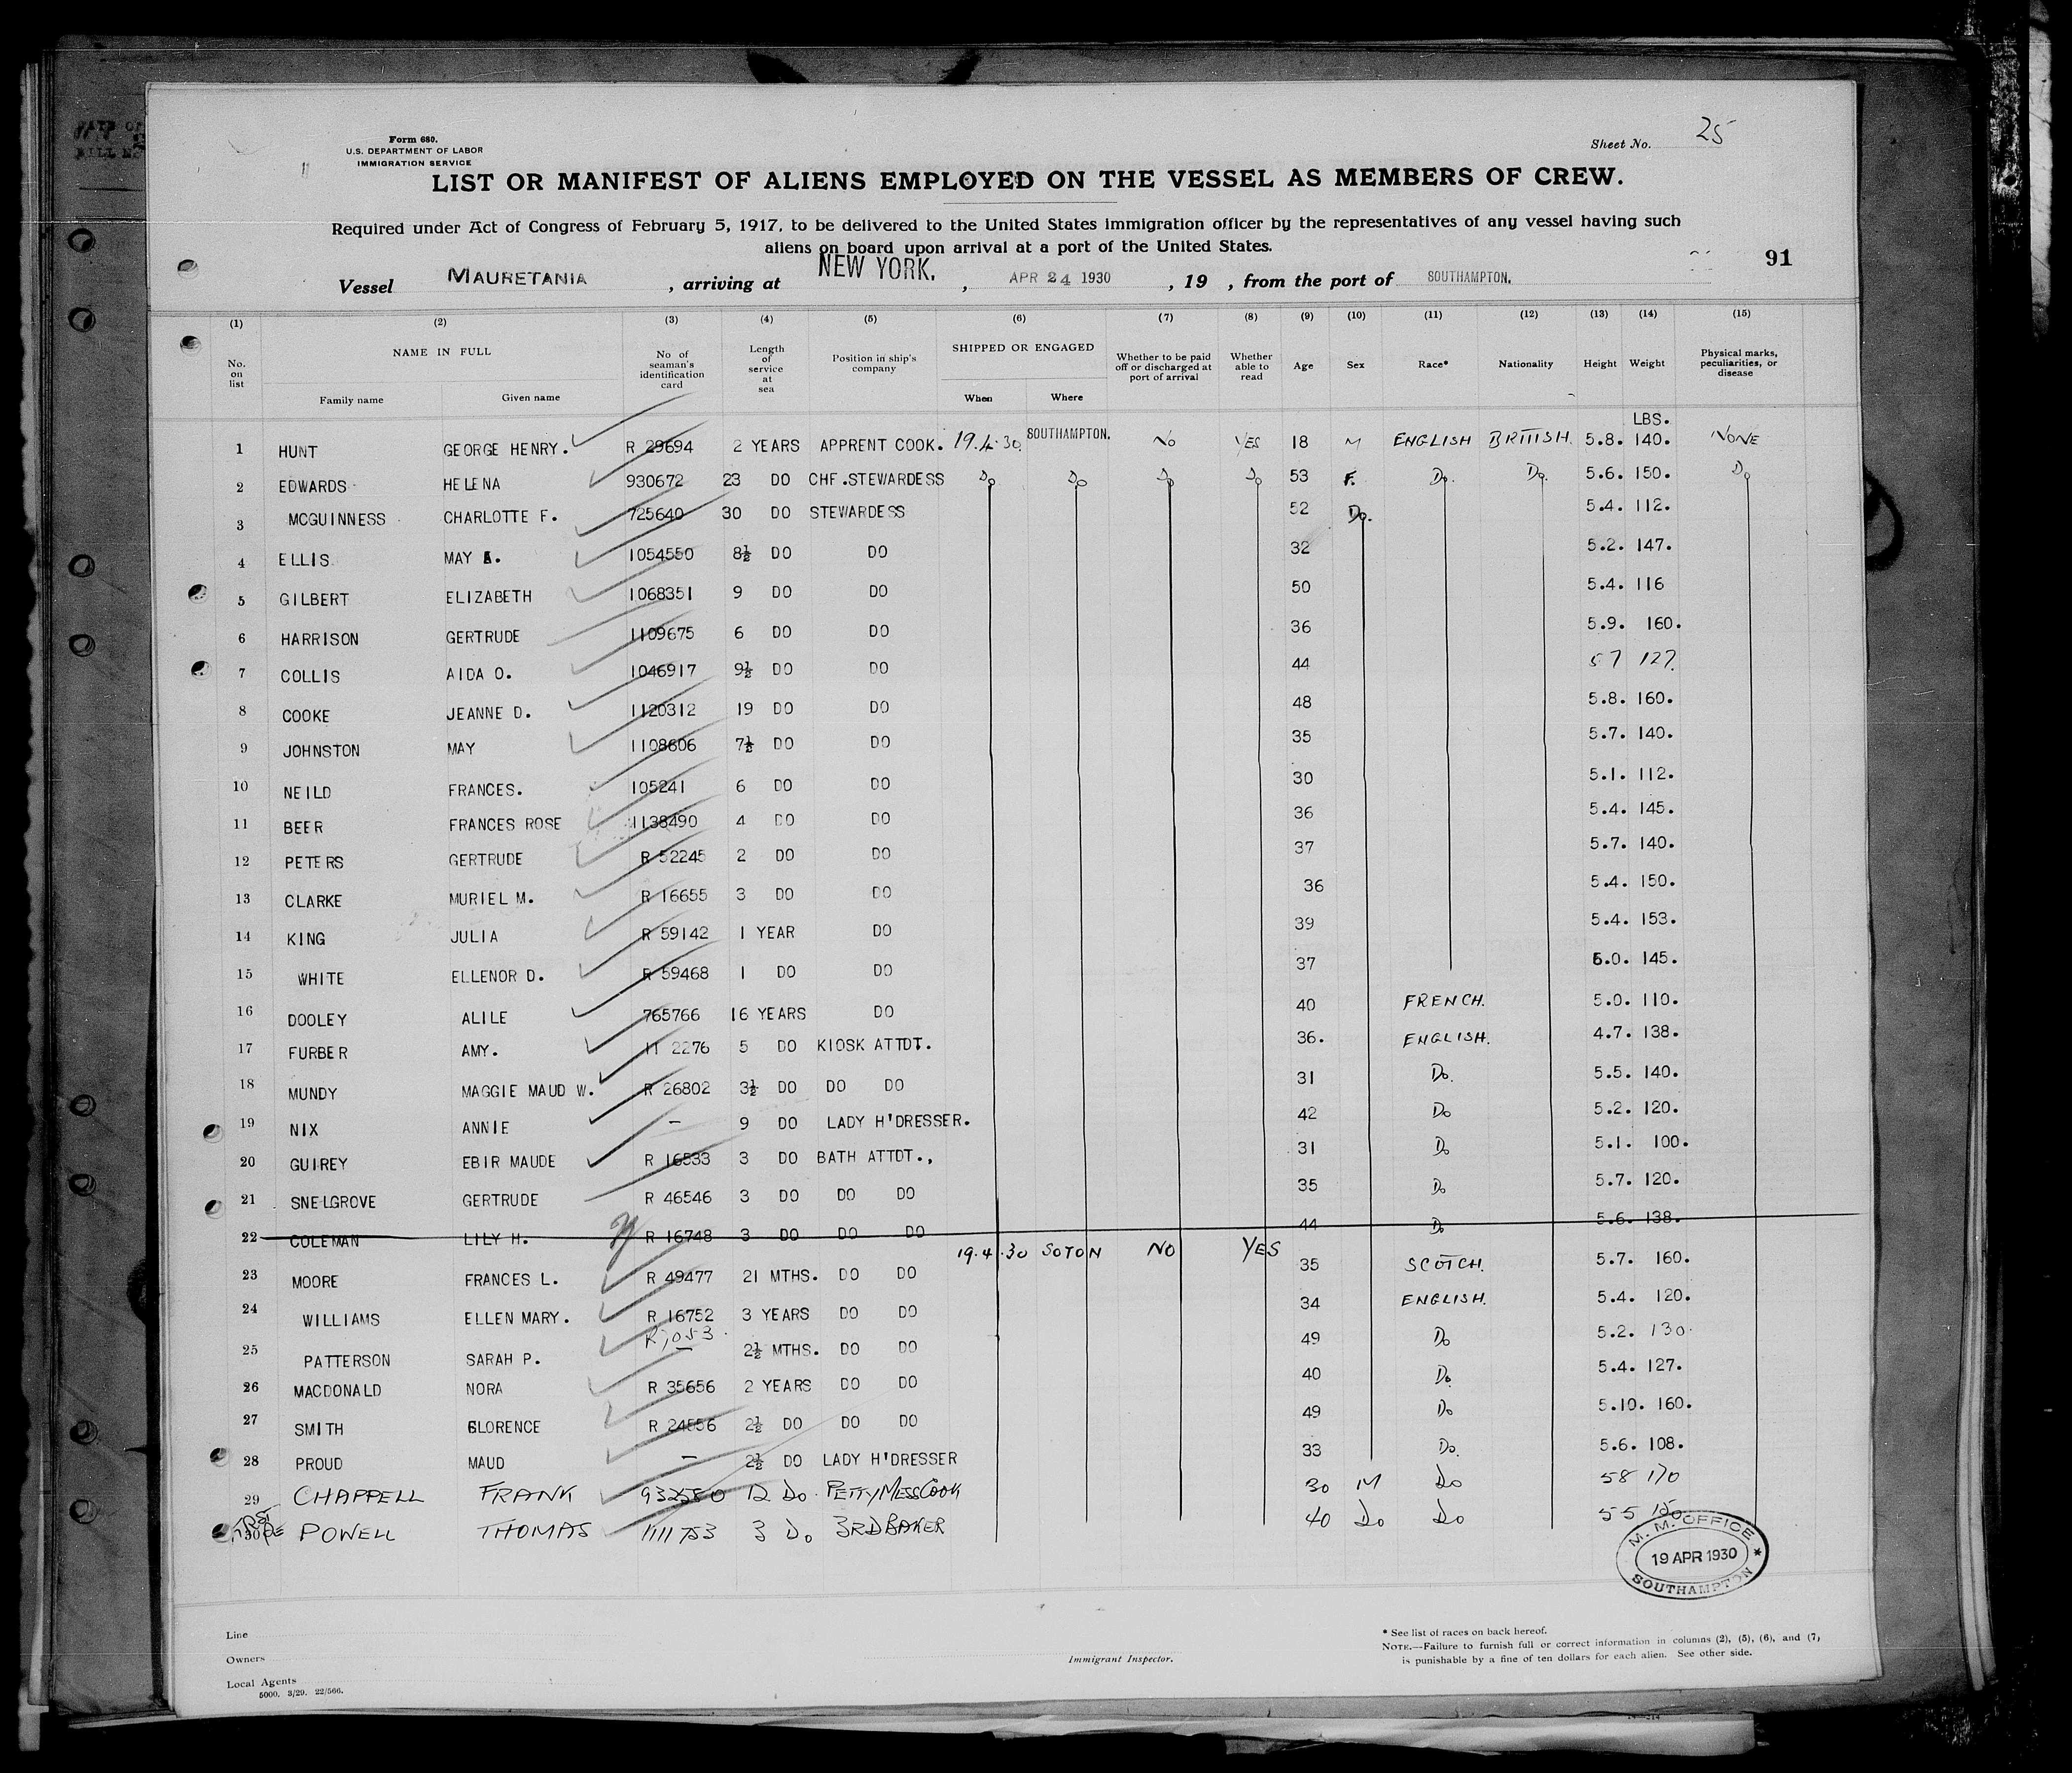 Form 680.
U.S. DEPARTMENT OF LABOR
IMMIGRATION SERVICE
Sheet No. 25
LIST OR MANIFEST OF ALIENS EMPLOYED ON THE VESSEL AS MEMBERS OF CREW.
Required under Act of Congress of February 5, 1917, to be delivered to the United States immigration officer by the representatives of any vessel having such
aliens on board upon arrival at a port of the United States.
91
Vessel MAURETANIA , arriving at NEW YORK. , APR 24 1930 , 19 , from the port of SOUTHAMPTON.
(1) (2) (3) (4) (5) (6) (7) (8) (9) (10) (11) (12) (13) (14) (15)
No. on list NAME IN FULL Family name Given name No of seaman's identification card Length of service at sea Position in ship's company SHIPPED OR ENGAGED When Where Whether to be paid off or discharged at port of arrival Whether able to read Age Sex Race* Nationality Height Weight Physical marks, peculiarities, or disease
LBS.
1 HUNT GEORGE HENRY. R 29694 2 YEARS APPRENT COOK. 19.4.30 SOUTHAMPTON. No YES 18 M ENGLISH BRITISH. 5.8. 140. NONE
2 EDWARDS HELENA 930672 23 DO CHF.STEWARDESS Do Do Do Do 53 F. Do. Do. 5.6. 150. Do
3 MCGUINNESS CHARLOTTE F. 725640 30 DO STEWARDESS 52 Do. 5.4. 112.
4 ELLIS MAY 1054550 8½ DO DO 32 5.2. 147.
5 GILBERT ELIZABETH 1068351 9 DO DO 50 5.4. 116
6 HARRISON GERTRUDE 1109675 6 DO DO 36 5.9. 160.
7 COLLIS AIDA O. 1046917 9½ DO DO 44 57 127.
8 COOKE JEANNE D. 1120312 19 DO DO 48 5.8. 160.
9 JOHNSTON MAY 1108606 7½ DO DO 35 5.7. 140.
10 NEILD FRANCES. 105241 6 DO DO 30 5.1. 112.
11 BEER FRANCES ROSE 1138490 4 DO DO 36 5.4. 145.
12 PETERS GERTRUDE R 52245 2 DO DO 37 5.7. 140.
13 CLARKE MURIEL M. R 16655 3 DO DO 36 5.4. 150.
14 KING JULIA R 59142 1 YEAR DO 39 5.4. 153.
15 WHITE ELLENOR D. R 59468 1 DO DO 37 5.0. 145.
16 DOOLEY ALILE 765766 16 YEARS DO 40 FRENCH. 5.0. 110.
17 FURBER AMY. 11 2276 5 DO KIOSK ATTDT. 36. ENGLISH. 4.7. 138.
18 MUNDY MAGGIE MAUD W. R 26802 3½ DO DO DO 31 Do. 5.5. 140.
19 NIX ANNIE — 9 DO LADY H'DRESSER. 42 Do 5.2. 120.
20 GUIREY EBIR MAUDE R 16533 3 DO BATH ATTDT., 31 Do 5.1. 100.
21 SNELGROVE GERTRUDE R 46546 3 DO DO DO 35 Do 5.7. 120.
22 COLEMAN LILY H. R 16748 3 DO DO DO 44 Do 5.6. 138.
23 MOORE FRANCES L. R 49477 21 MTHS. DO DO 19.4.30 SOTON NO YES 35 SCOTCH. 5.7. 160.
24 WILLIAMS ELLEN MARY. R 16752 3 YEARS DO DO 34 ENGLISH. 5.4. 120.
25 PATTERSON SARAH P. — 2½ MTHS. DO DO 49 Do 5.2. 130.
26 MACDONALD NORA R 35656 2 YEARS DO DO 40 Do. 5.4. 127.
27 SMITH GLORENCE R 24556 2½ DO DO DO 49 Do 5.10. 160.
28 PROUD MAUD — 2½ DO LADY H'DRESSER 33 Do. 5.6. 108.
29 CHAPPELL FRANK 932580 12 Do. PETTY MESS COOK 30 M Do 58 170
30 POWELL THOMAS 1111753 3 Do 3RD BAKER 40 Do Do 55 150
M. M. OFFICE
19 APR 1930
SOUTHAMPTON
Line
Owners
Local Agents
5000. 3/29. 22/566.
Immigrant Inspector.
* See list of races on back hereof.
NOTE.—Failure to furnish full or correct information in columns (2), (5), (6), and (7,
is punishable by a fine of ten dollars for each alien. See other side.